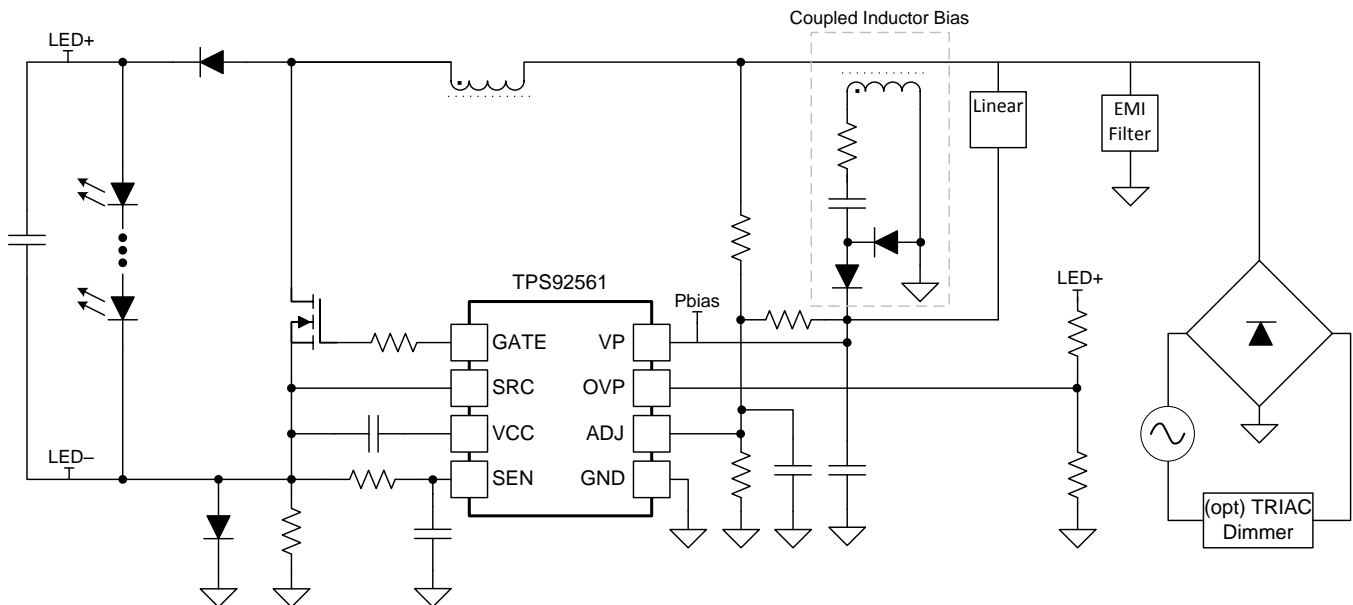 Coupled Inductor Bias
LED+
Linear
EMI
Filter
TPS92561
LED+
Pbias
GATE
VP
SRC
OVP
VCC
ADJ
LED–
SEN
GND
(opt) TRIAC
Dimmer